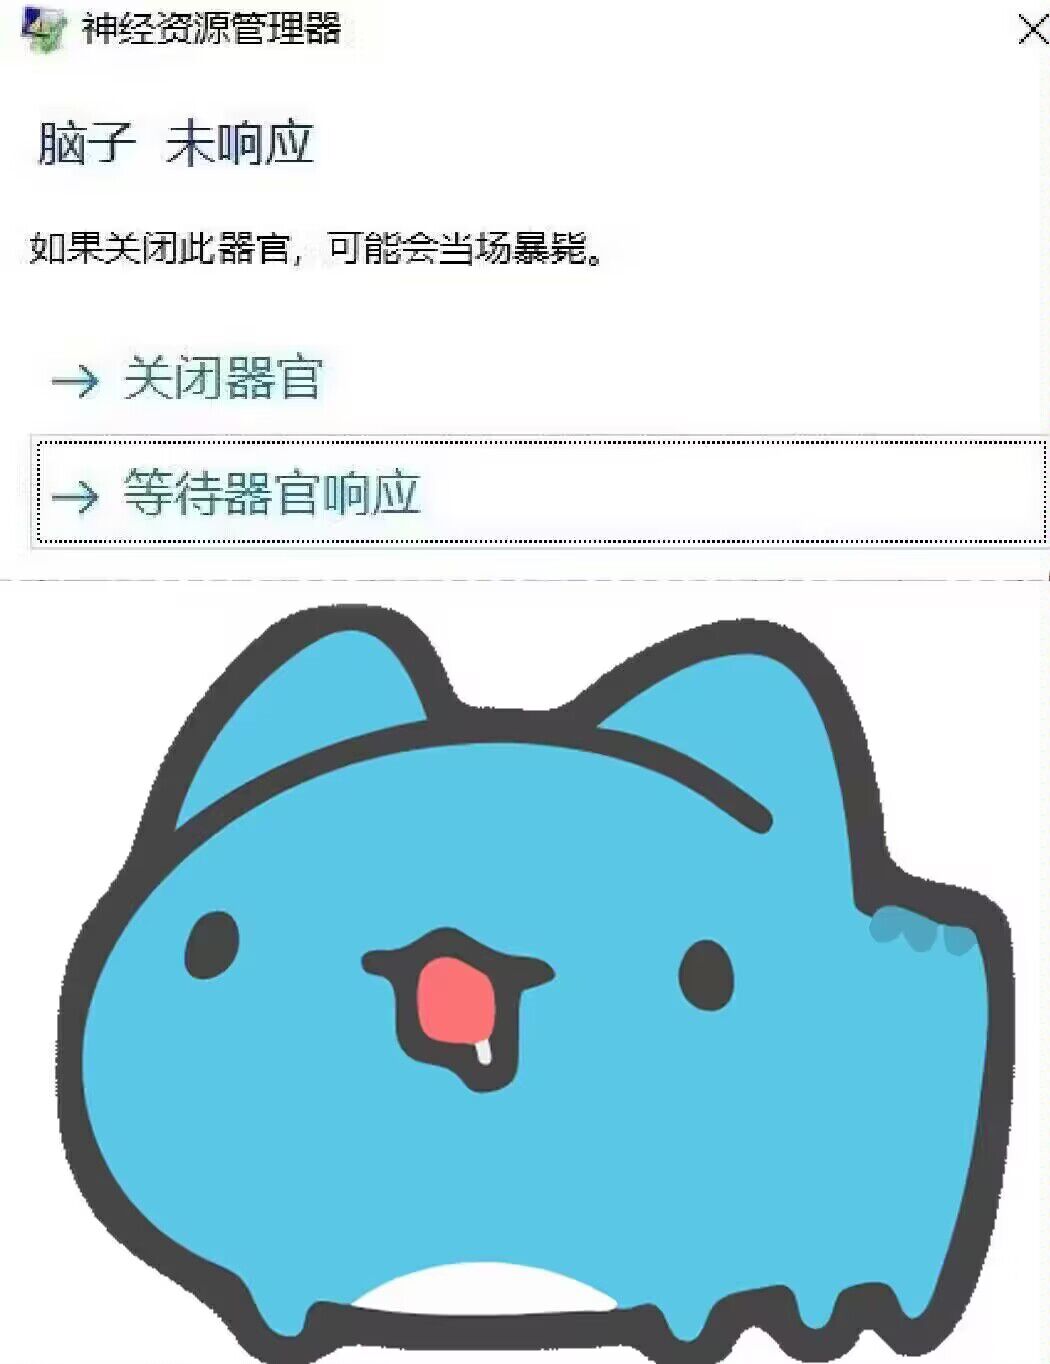 神经资源管理器
脑子 未响应
如果关闭此器官，可能会当场暴毙。
→ 关闭器官
→ 等待器官响应